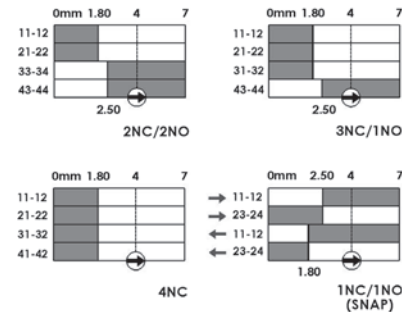 0mm 1.80 4 7
11-12
21-22
33-34
43-44
2.50
2NC/2NO
0mm 1.80 4 7
11-12
21-22
31-32
43-44
2.50
3NC/1NO
0mm 1.80 4 7
11-12
21-22
31-32
41-42
4NC
0mm 2.50 4 7
11-12
23-24
11-12
23-24
1.80
1NC/1NO
(SNAP)